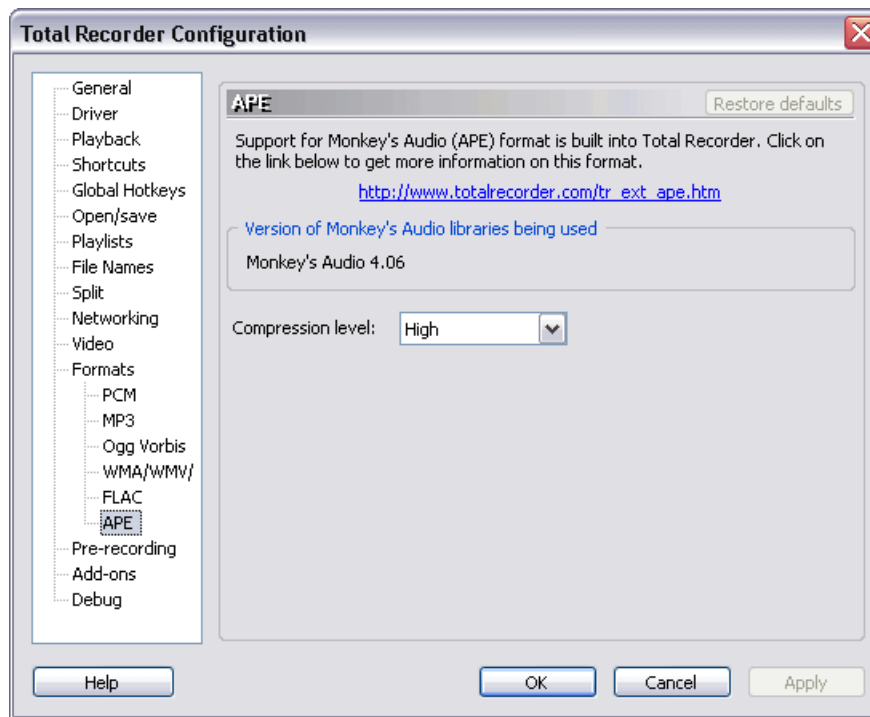 Total Recorder Configuration
General
Driver
Playback
Shortcuts
Global Hotkeys
Open/save
Playlists
File Names
Split
Networking
Video
Formats
PCM
MP3
Ogg Vorbis
WMA/WMV/
FLAC
APE
Pre-recording
Add-ons
Debug
APE
Restore defaults
Support for Monkey's Audio (APE) format is built into Total Recorder. Click on
the link below to get more information on this format.
http://www.totalrecorder.com/tr_ext_ape.htm
Version of Monkey's Audio libraries being used
Monkey's Audio 4.06
Compression level: High
Help
OK
Cancel
Apply